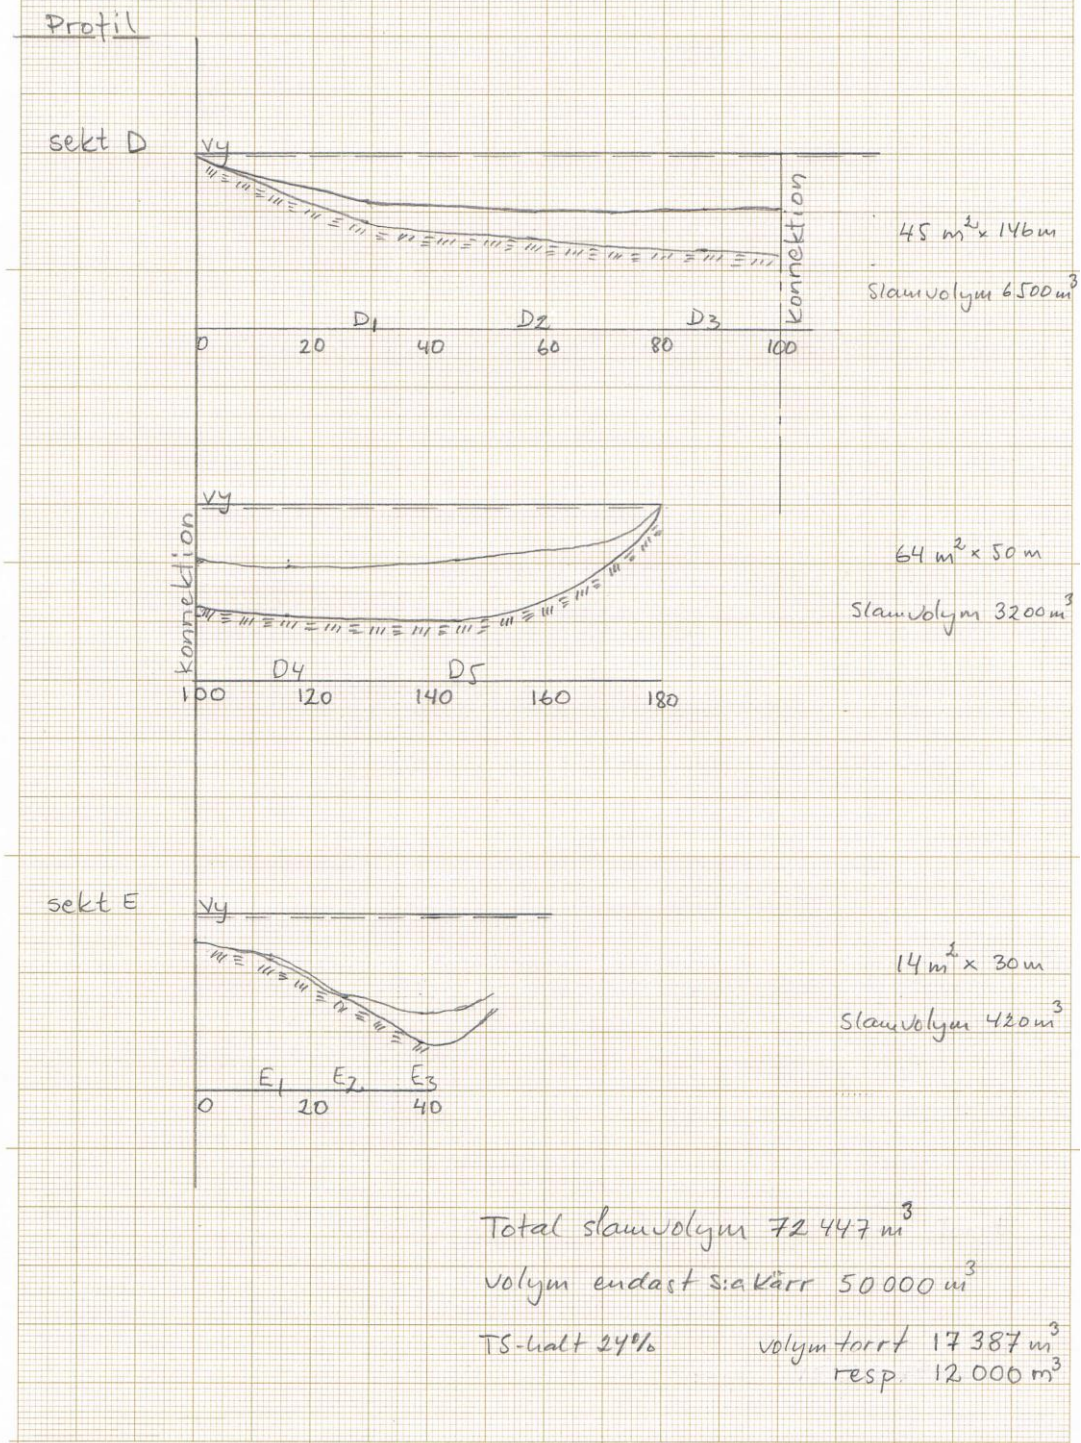 Profil
sekt D
vy
konnektion
45 m² x 146 m
Slamvolym 6500 m³
D1 D2 D3
0 20 40 60 80 100
vy
konnektion
64 m² x 50 m
Slamvolym 3200 m³
D4 D5
100 120 140 160 180
sekt E
vy
14 m² x 30 m
Slamvolym 420 m³
E1 E2 E3
0 20 40
Total slamvolym 72 447 m³
volym endast S:a Kärr 50 000 m³
TS-halt 24% volym torrt 17 387 m³
resp. 12 000 m³